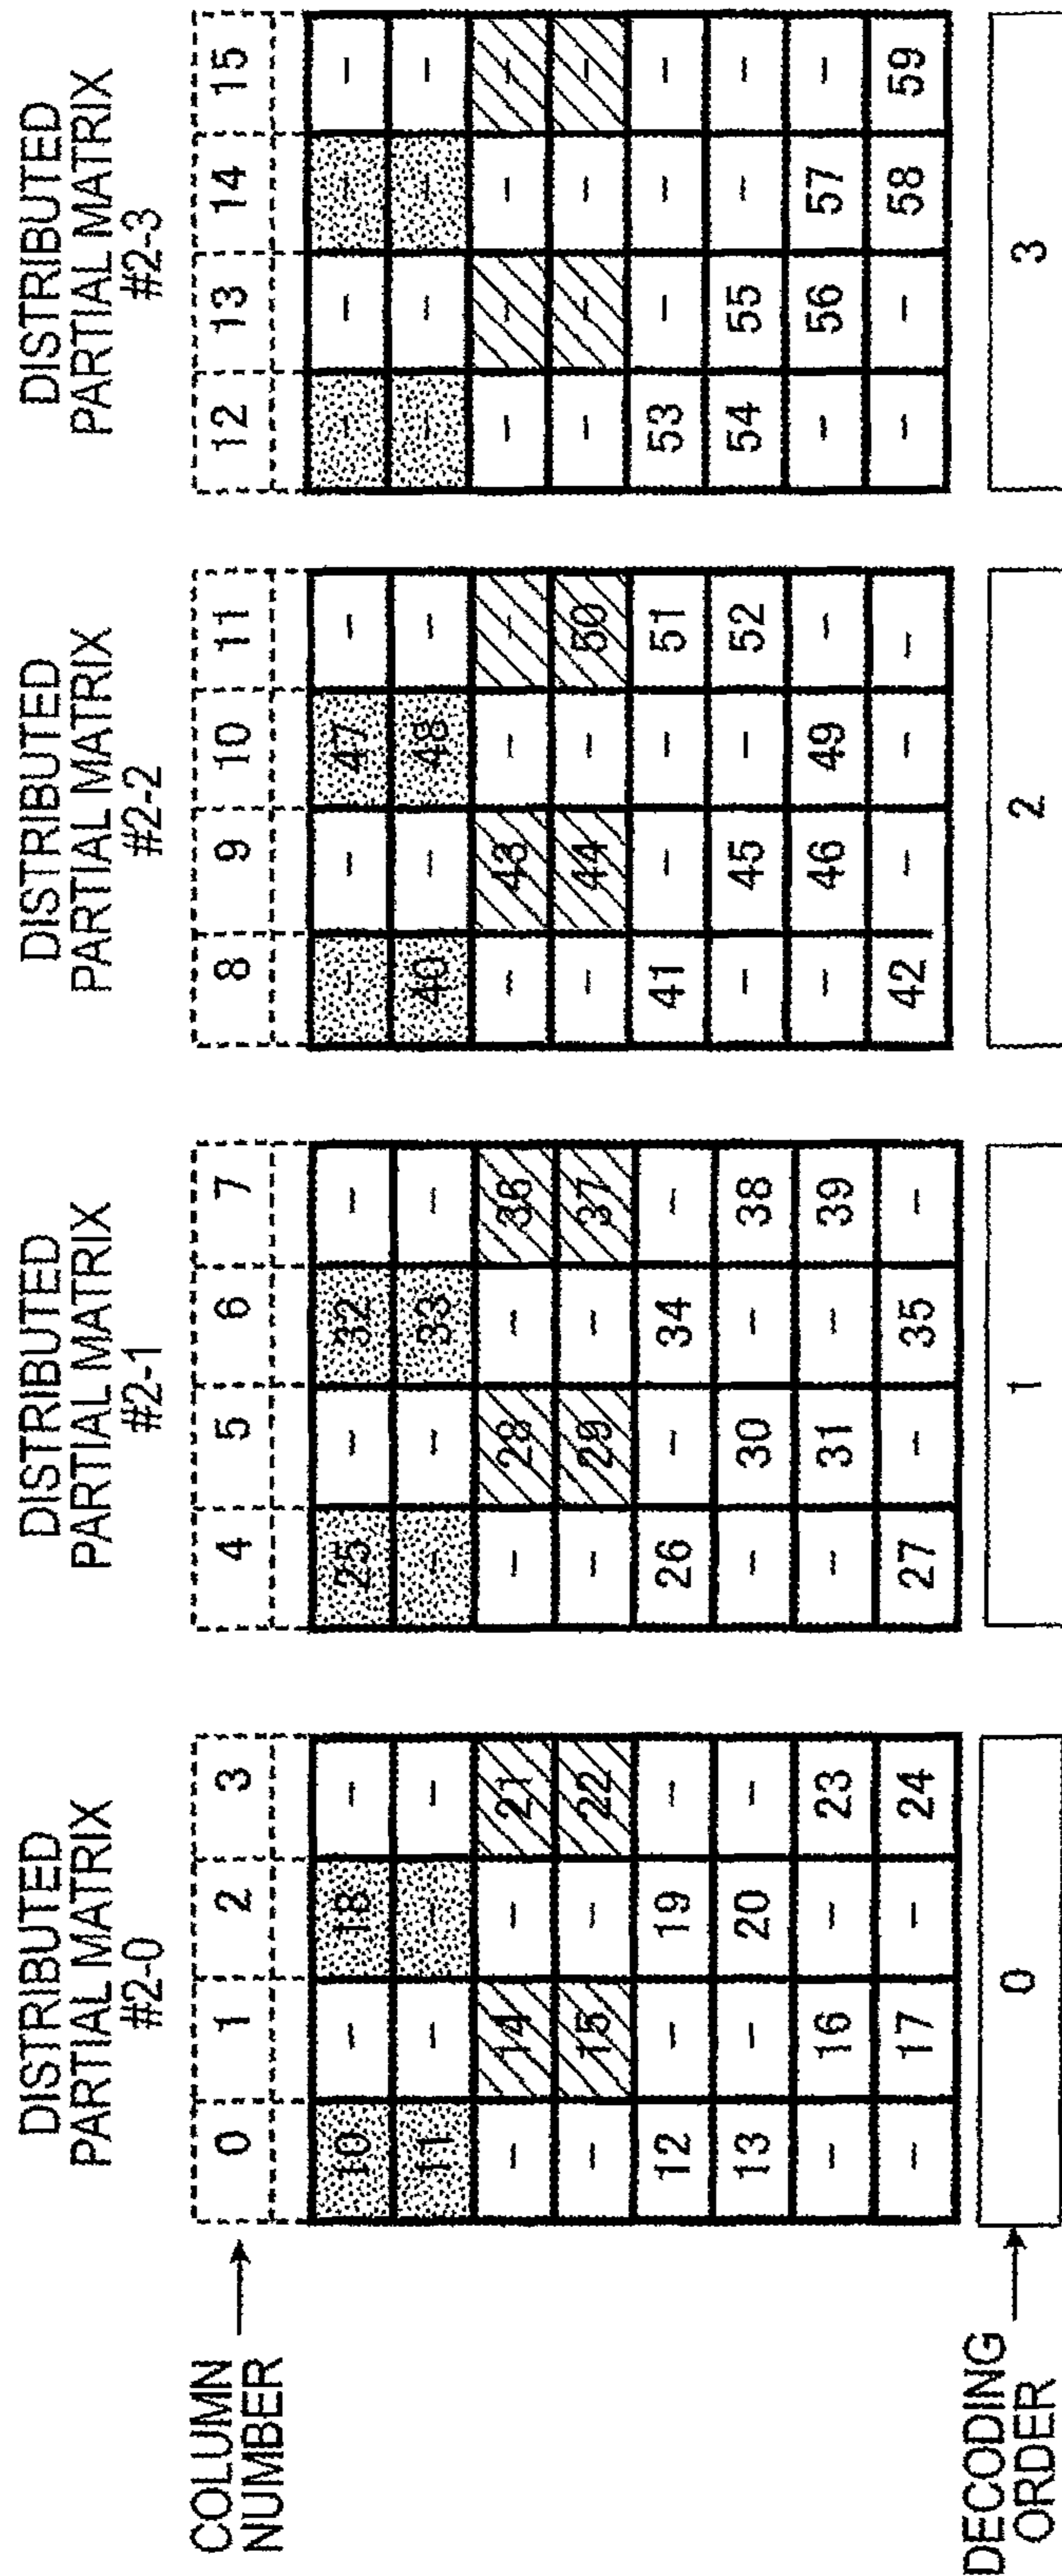 DISTRIBUTED PARTIAL MATRIX #2-0
DISTRIBUTED PARTIAL MATRIX #2-1
DISTRIBUTED PARTIAL MATRIX #2-2
DISTRIBUTED PARTIAL MATRIX #2-3
COLUMN NUMBER → 0 1 2 3 4 5 6 7 8 9 10 11 12 13 14 15
10 - 18 - 25 - 32 - - - 47 - - - - -
11 - - - - - 33 - 40 - 48 - - - - -
- 14 - 21 - 28 - 36 - 43 - - - - - -
- 15 - 22 - 29 - 37 - 44 - 50 - - - -
12 - 19 - 26 - 34 - 41 - - 51 53 - - -
13 - 20 - - 30 - 38 - 45 - 52 54 55 - -
- 16 - 23 - 31 - 39 - 46 49 - - 56 57 -
- 17 - 24 27 - 35 - 42 - - - - - 58 59
DECODING ORDER → 0 1 2 3